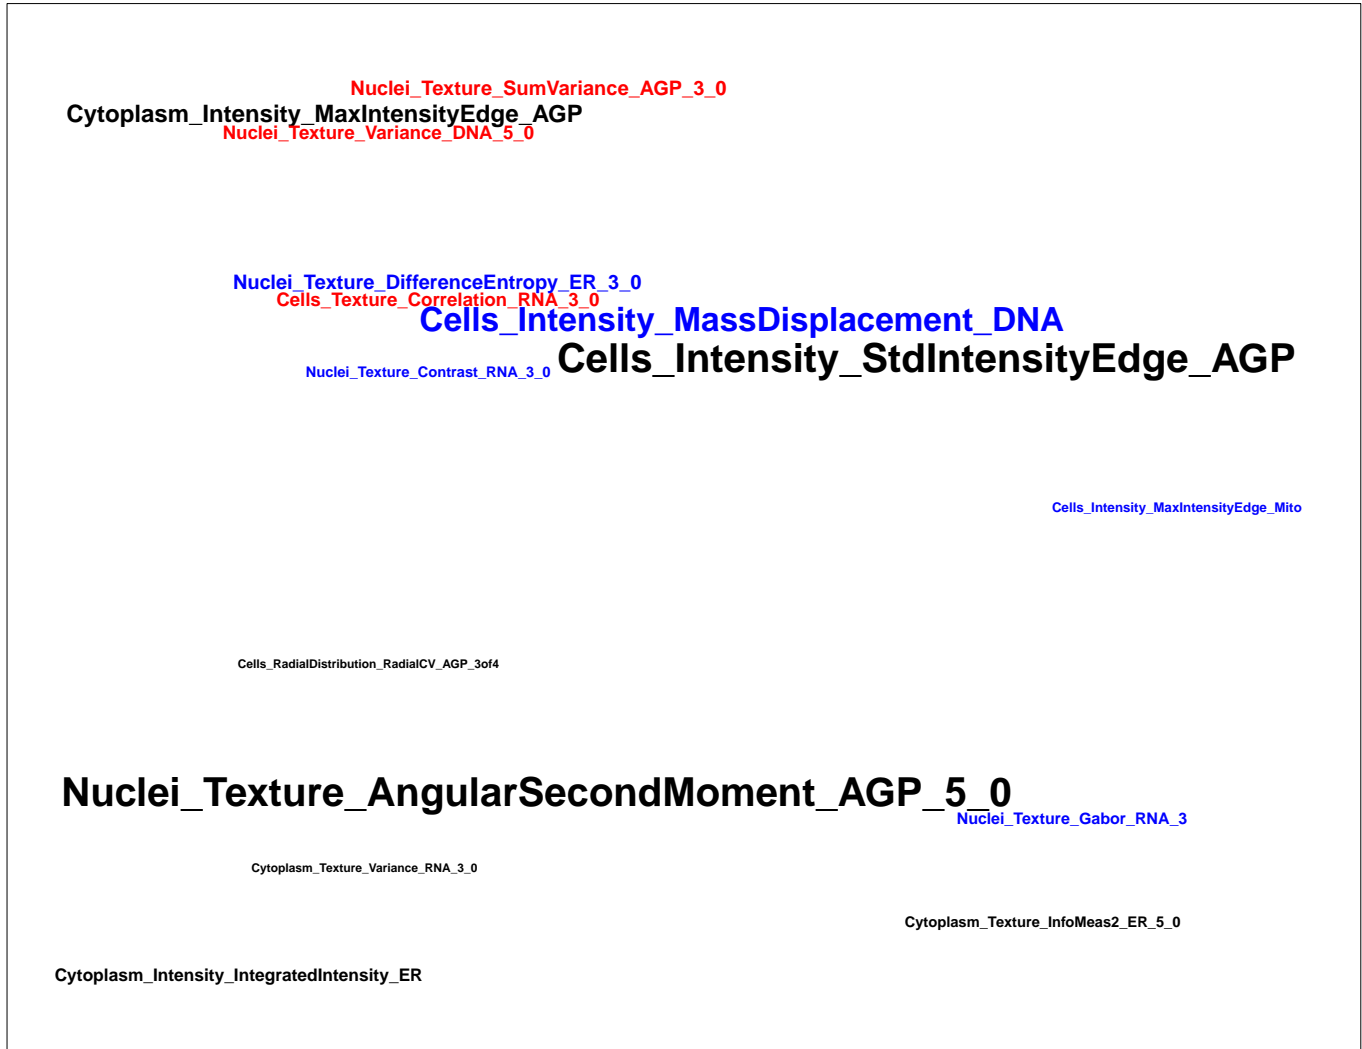 Nuclei_Texture_SumVariance_AGP_3_0
Cytoplasm_Intensity_MaxIntensityEdge_AGP
Nuclei_Texture_Variance_DNA_5_0
Nuclei_Texture_DifferenceEntropy_ER_3_0
Cells_Texture_Correlation_RNA_3_0
Cells_Intensity_MassDisplacement_DNA
Cells_Intensity_StdIntensityEdge_AGP
Nuclei_Texture_Contrast_RNA_3_0
Cells_Intensity_MaxIntensityEdge_Mito
Cells_RadialDistribution_RadialCV_AGP_3of4
Nuclei_Texture_AngularSecondMoment_AGP_5_0
Nuclei_Texture_Gabor_RNA_3
Cytoplasm_Texture_Variance_RNA_3_0
Cytoplasm_Texture_InfoMeas2_ER_5_0
Cytoplasm_Intensity_IntegratedIntensity_ER